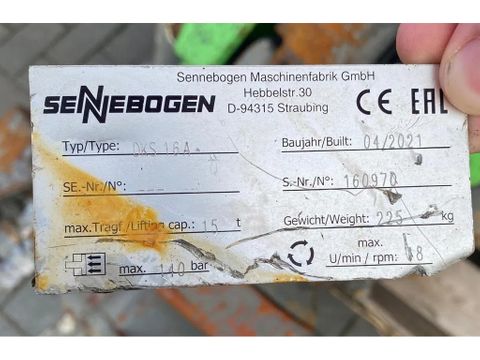 Sennebogen Maschinenfabrik GmbH
Hebbelstr.30
D-94315 Straubing
SENNEBOGEN
CE EAC
Typ/Type:
Baujahr/Built: 04/2021
SE.-Nr./N°:
S.-Nr./N°: 160970
max.Tragf./Lifting cap.: 15 t
Gewicht/Weight: 225 kg
max. 140 bar
max.
U/min / rpm: